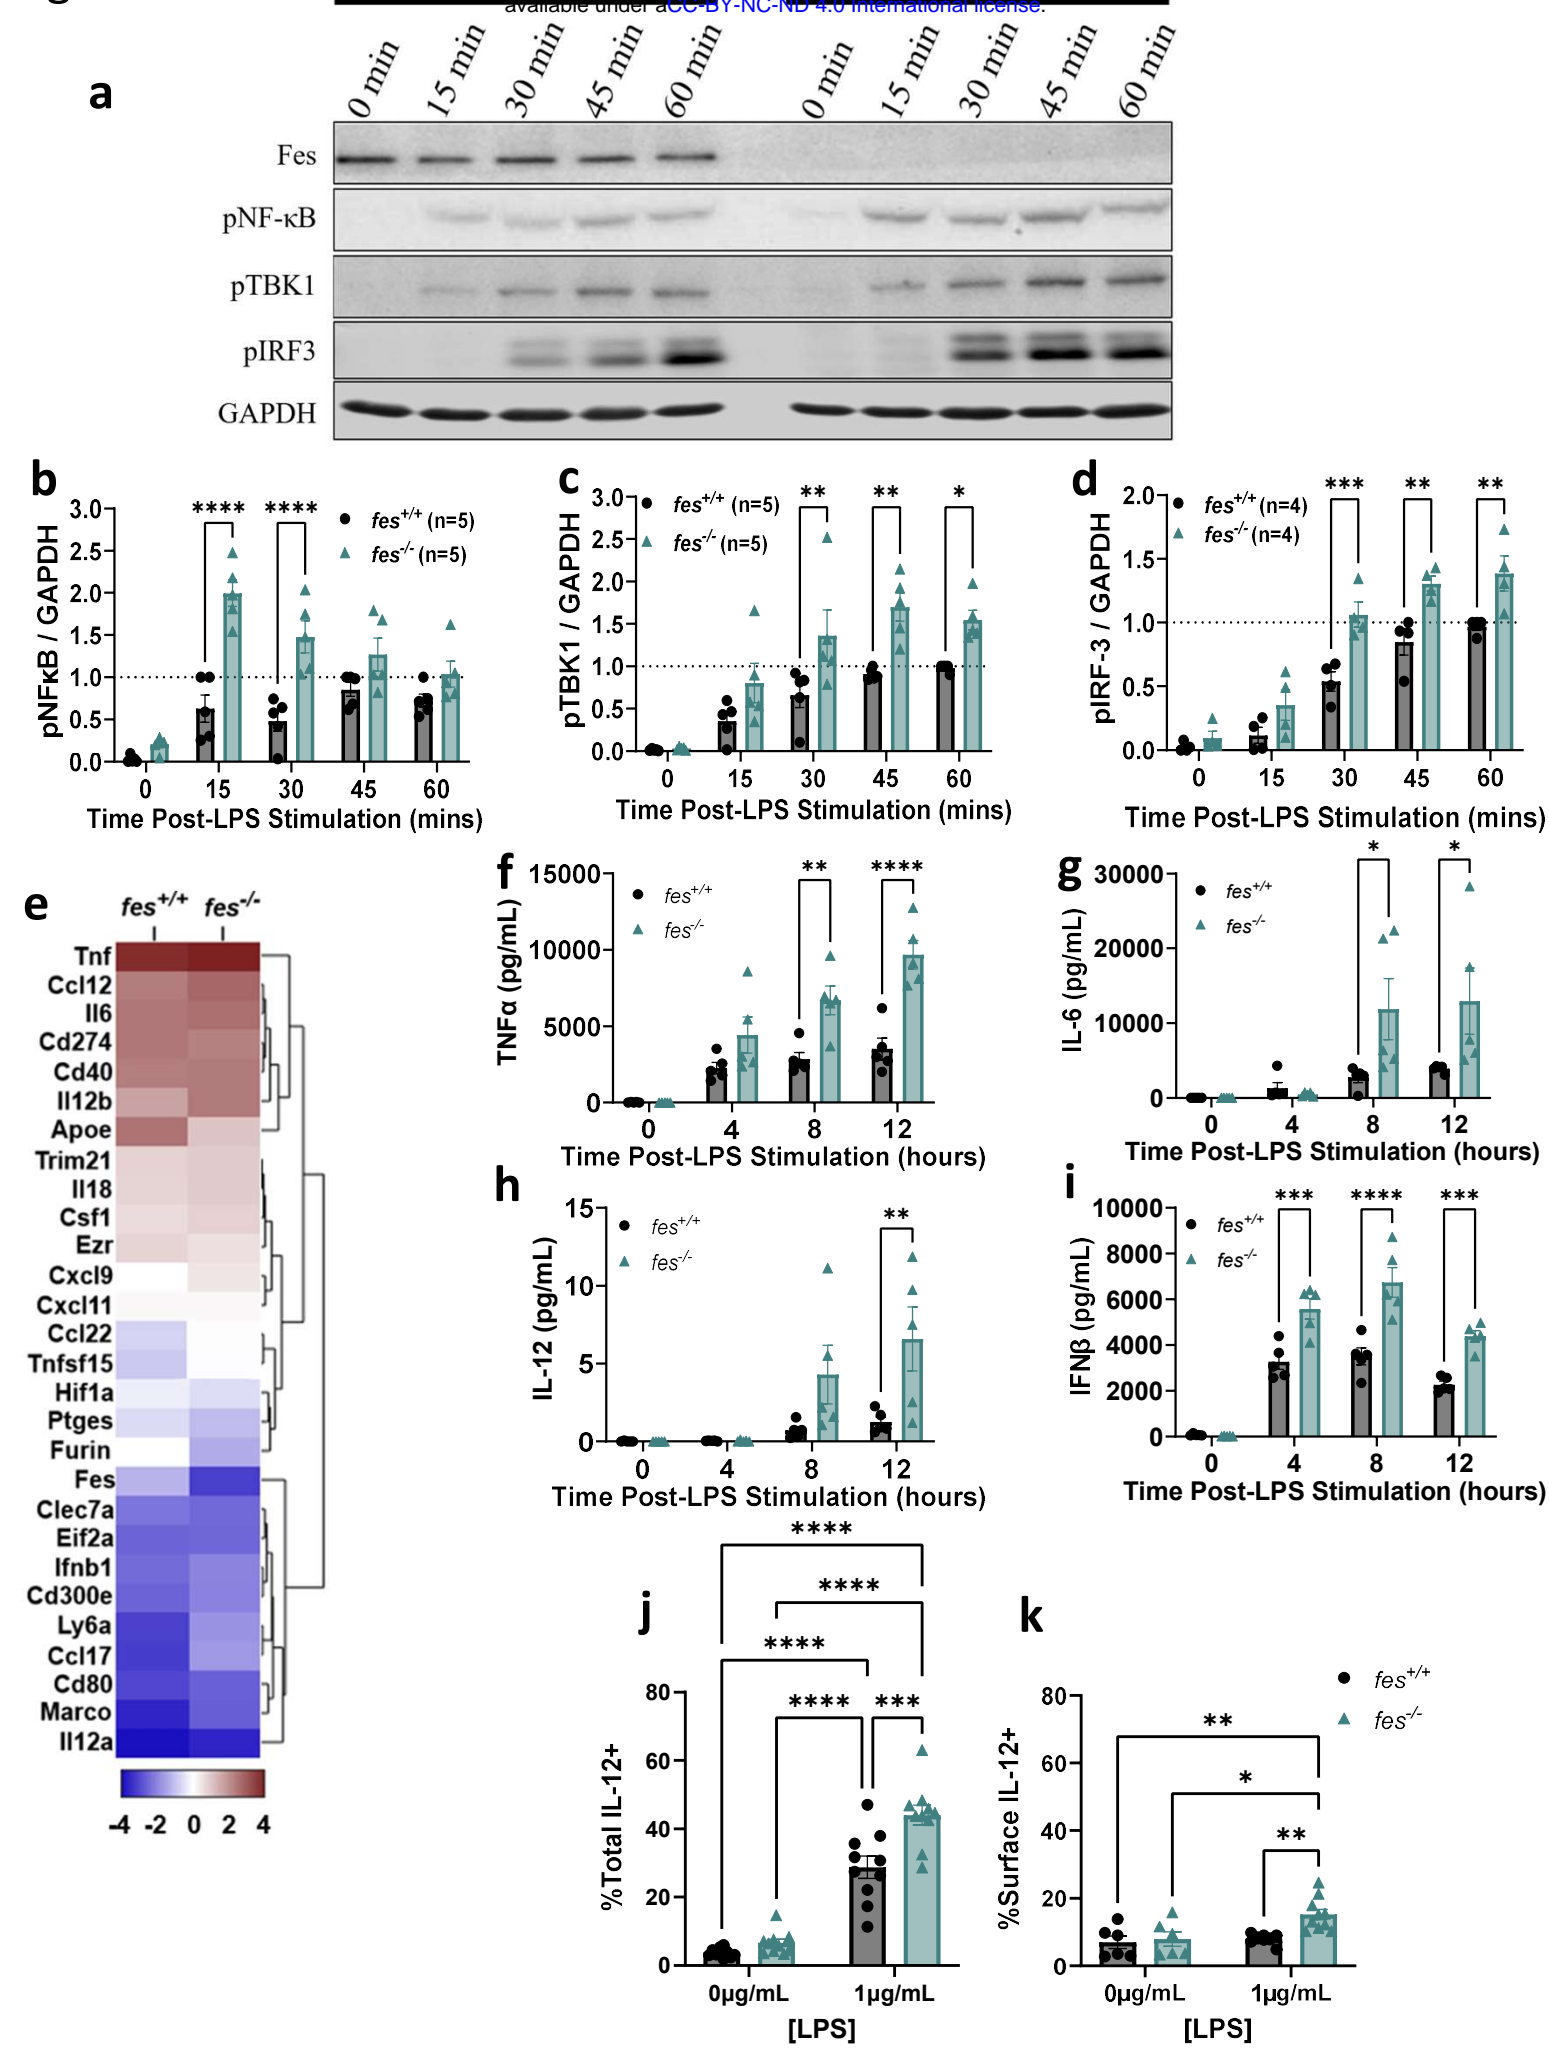 available under aCC-BY-NC-ND 4.0 International license.
a
0 min 15 min 30 min 45 min 60 min 0 min 15 min 30 min 45 min 60 min
Fes
pNF-κB
pTBK1
pIRF3
GAPDH
b
pNFκB / GAPDH
3.0
2.5
2.0
1.5
1.0
0.5
0.0
**** ****
fes+/+ (n=5)
fes-/- (n=5)
0 15 30 45 60
Time Post-LPS Stimulation (mins)
c
pTBK1 / GAPDH
3.0
2.5
2.0
1.5
1.0
0.5
0.0
** ** *
fes+/+ (n=5)
fes-/- (n=5)
0 15 30 45 60
Time Post-LPS Stimulation (mins)
d
pIRF-3 / GAPDH
2.0
1.5
1.0
0.5
0.0
*** ** **
fes+/+ (n=4)
fes-/- (n=4)
0 15 30 45 60
Time Post-LPS Stimulation (mins)
e
fes+/+ fes-/-
Tnf
Ccl12
Il6
Cd274
Cd40
Il12b
Apoe
Trim21
Il18
Csf1
Ezr
Cxcl9
Cxcl11
Ccl22
Tnfsf15
Hif1a
Ptges
Furin
Fes
Clec7a
Eif2a
Ifnb1
Cd300e
Ly6a
Ccl17
Cd80
Marco
Il12a
-4 -2 0 2 4
f
TNFα (pg/mL)
15000
10000
5000
0
** ****
fes+/+
fes-/-
0 4 8 12
Time Post-LPS Stimulation (hours)
g
IL-6 (pg/mL)
30000
20000
10000
0
* *
fes+/+
fes-/-
0 4 8 12
Time Post-LPS Stimulation (hours)
h
IL-12 (pg/mL)
15
10
5
0
**
fes+/+
fes-/-
0 4 8 12
Time Post-LPS Stimulation (hours)
i
IFNβ (pg/mL)
10000
8000
6000
4000
2000
0
*** **** ***
fes+/+
fes-/-
0 4 8 12
Time Post-LPS Stimulation (hours)
j
%Total IL-12+
80
60
40
20
0
****
****
****
**** ***
0µg/mL 1µg/mL
[LPS]
k
%Surface IL-12+
80
60
40
20
0
**
*
**
fes+/+
fes-/-
0µg/mL 1µg/mL
[LPS]